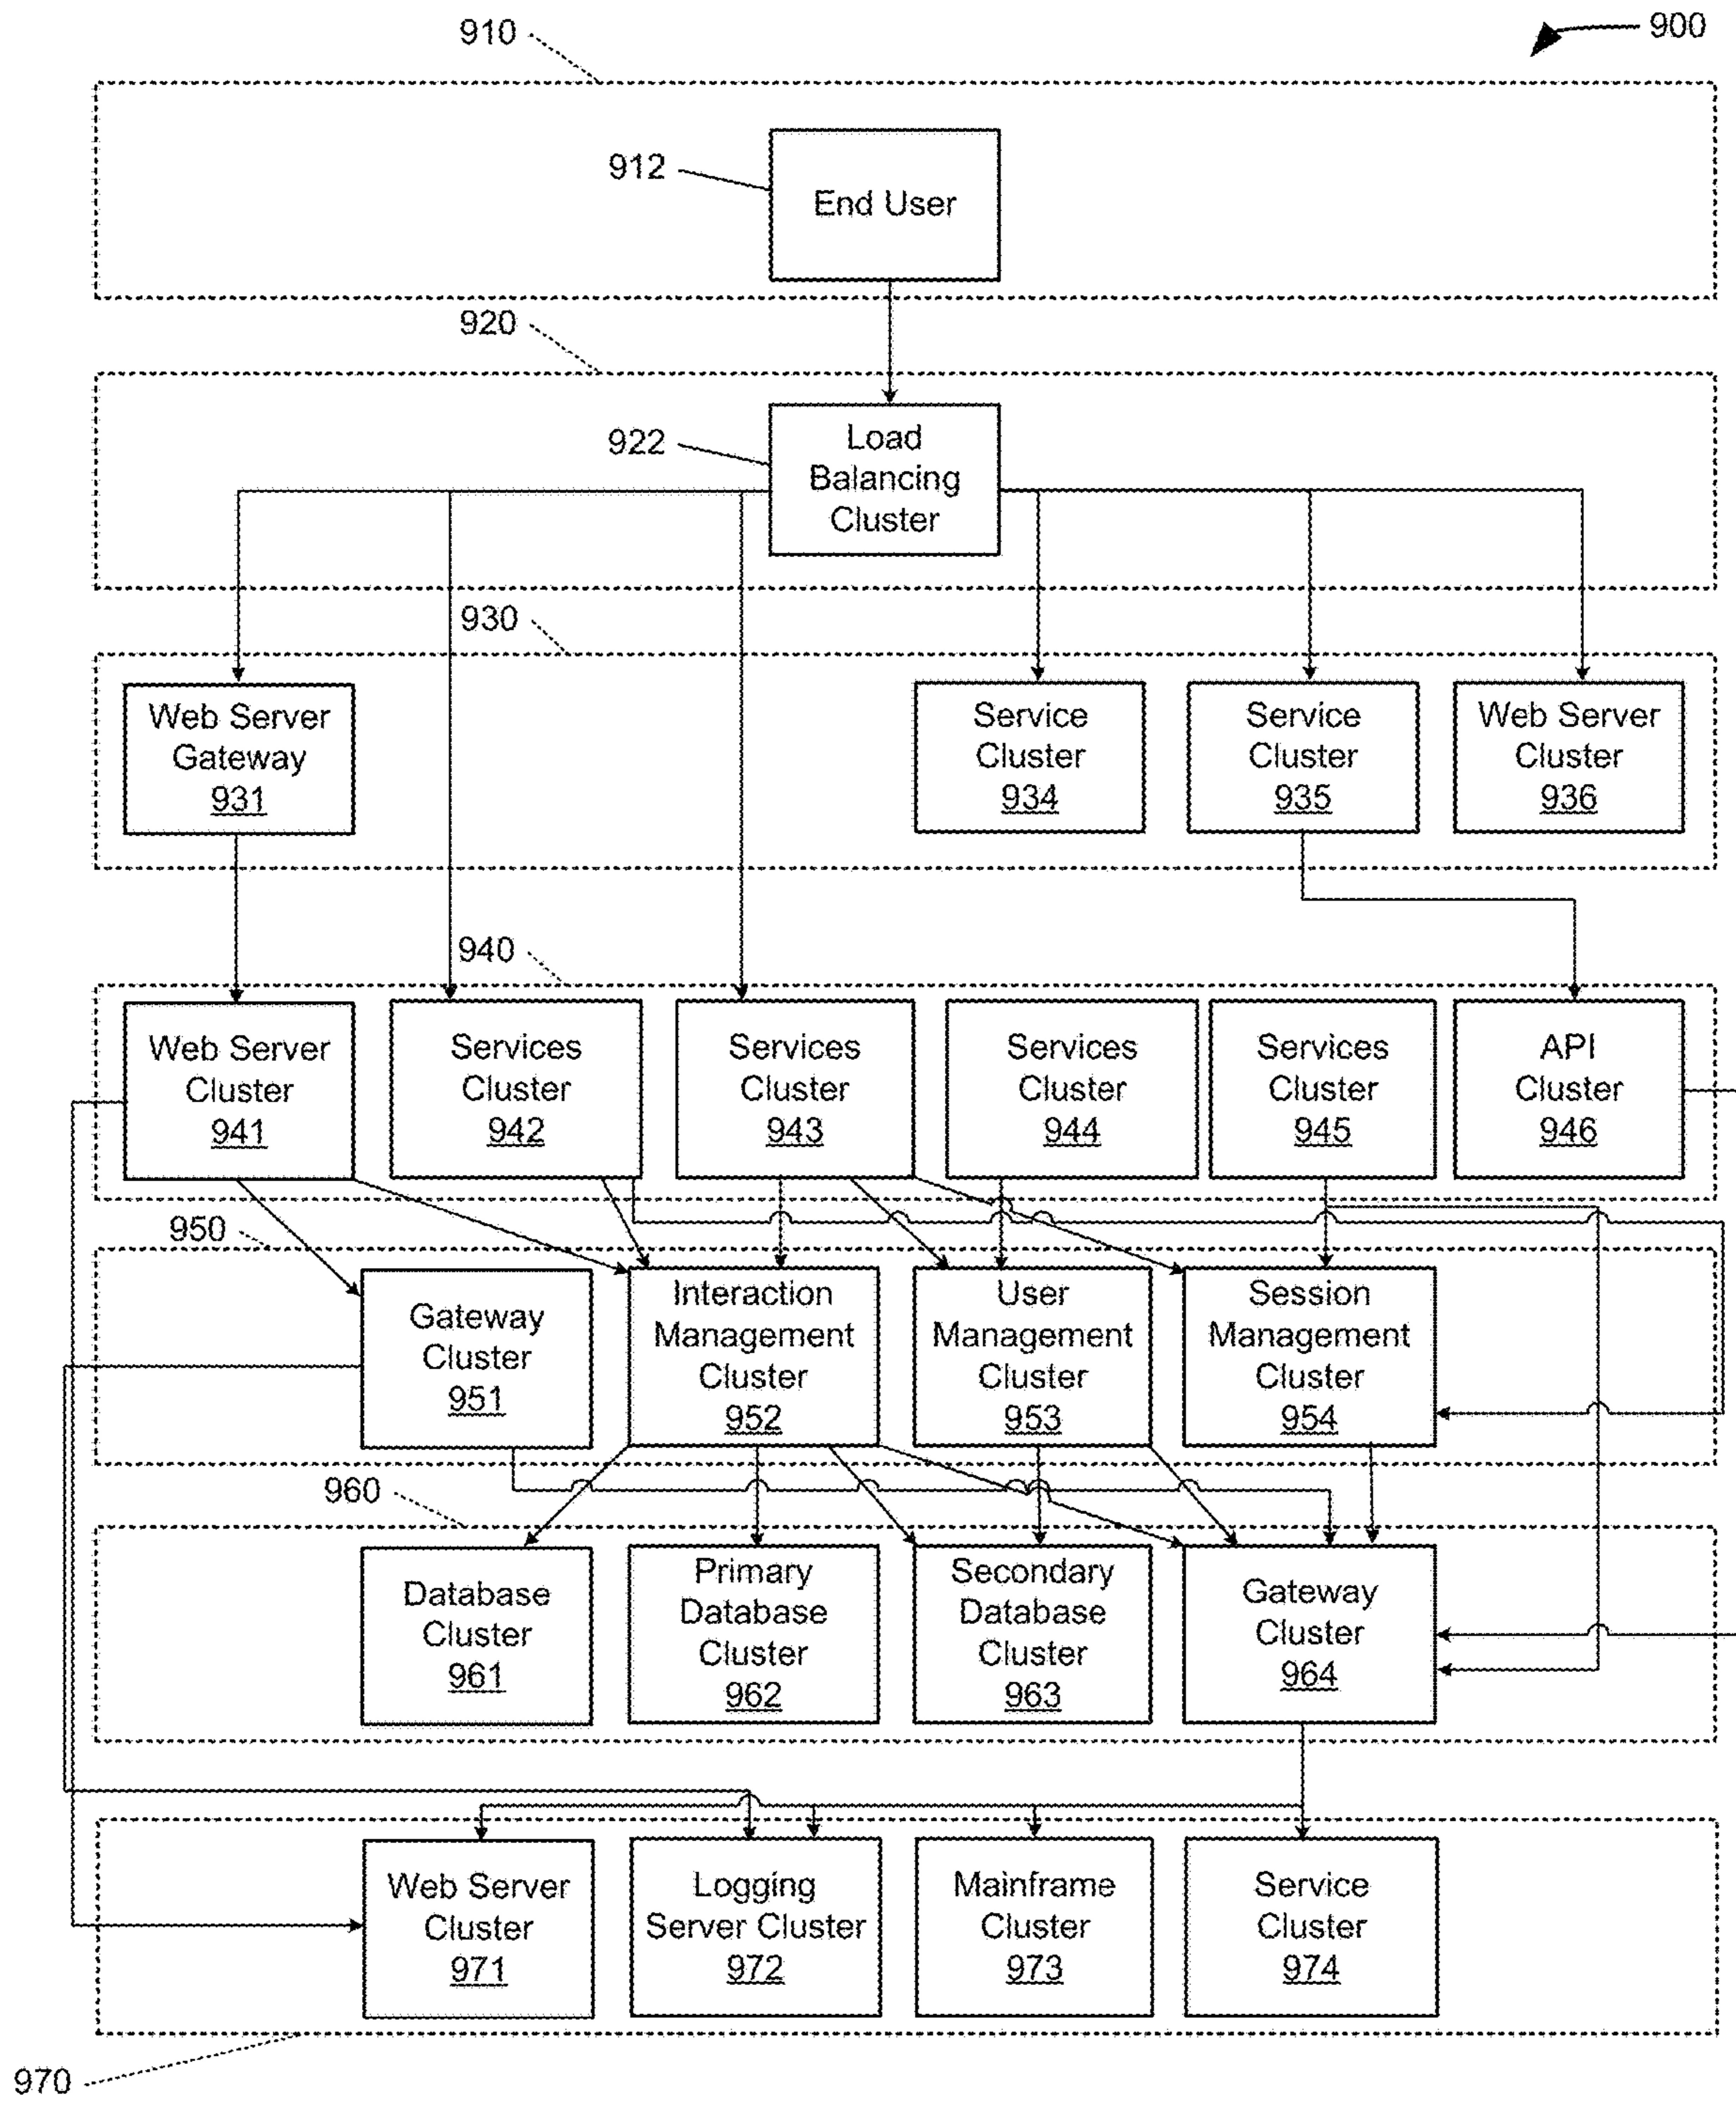 910
900
912
End User
920
922
Load
Balancing
Cluster
930
Web Server
Gateway
931
Service
Cluster
934
Service
Cluster
935
Web Server
Cluster
936
940
Web Server
Cluster
941
Services
Cluster
942
Services
Cluster
943
Services
Cluster
944
Services
Cluster
945
API
Cluster
946
950
Gateway
Cluster
951
Interaction
Management
Cluster
952
User
Management
Cluster
953
Session
Management
Cluster
954
960
Database
Cluster
961
Primary
Database
Cluster
962
Secondary
Database
Cluster
963
Gateway
Cluster
964
Web Server
Cluster
971
Logging
Server Cluster
972
Mainframe
Cluster
973
Service
Cluster
974
970